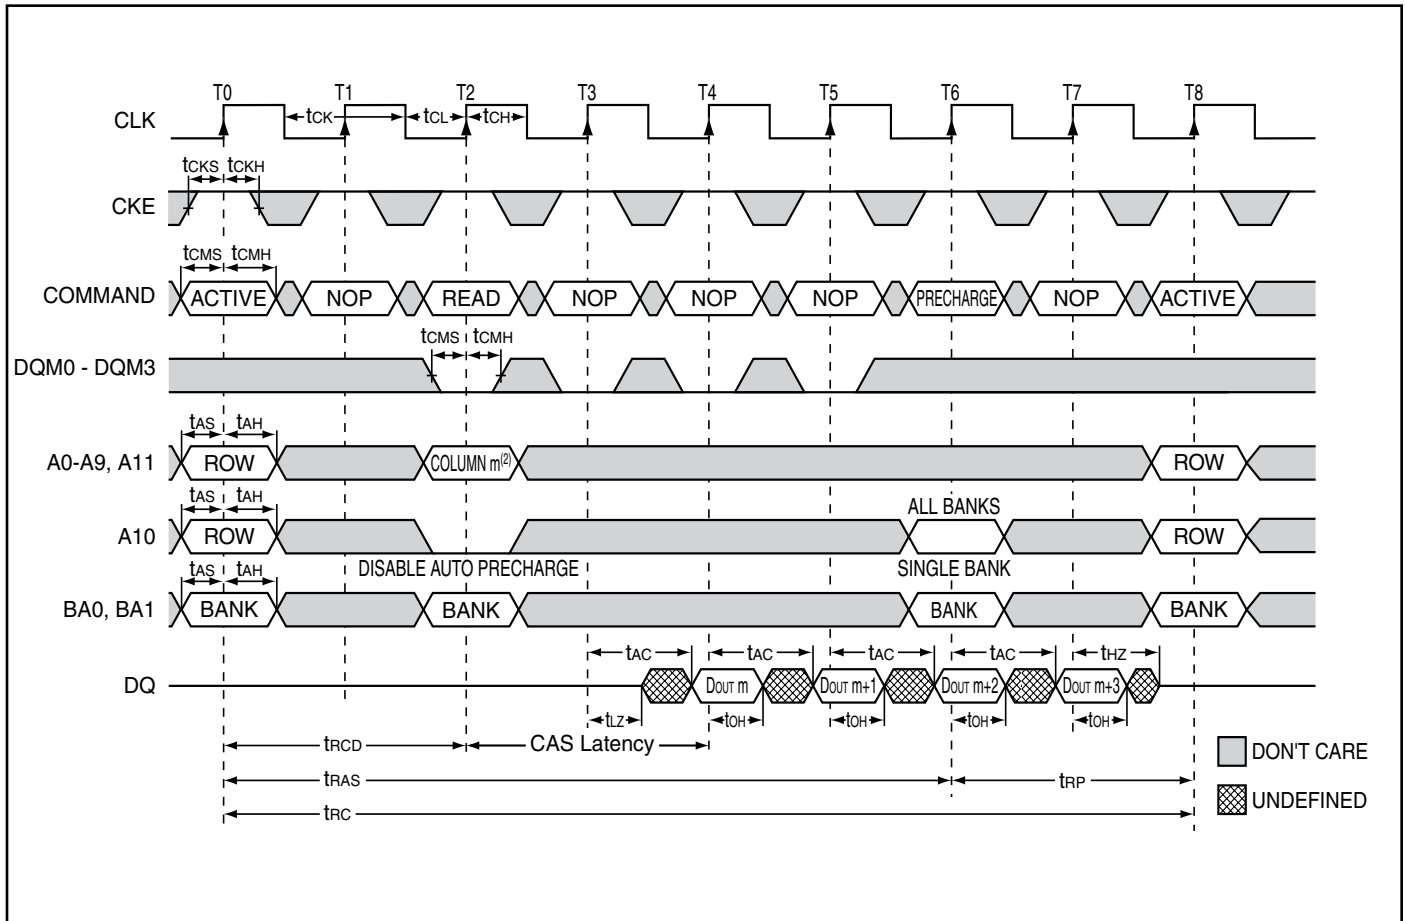 T0 T1 T2 T3 T4 T5 T6 T7 T8
CLK tCK tCL tCH
tCKS tCKH
CKE
tCMS tCMH
COMMAND ACTIVE NOP READ NOP NOP NOP PRECHARGE NOP ACTIVE
tCMS tCMH
DQM0 - DQM3
tAS tAH
A0-A9, A11 ROW COLUMN m(2) ROW
tAS tAH ALL BANKS
A10 ROW ROW
DISABLE AUTO PRECHARGE SINGLE BANK
tAS tAH
BA0, BA1 BANK BANK BANK BANK
tAC tAC tAC tAC tHZ
DQ DOUT m DOUT m+1 DOUT m+2 DOUT m+3
tLZ tOH tOH tOH tOH
tRCD CAS Latency
DON'T CARE
tRAS tRP
UNDEFINED
tRC